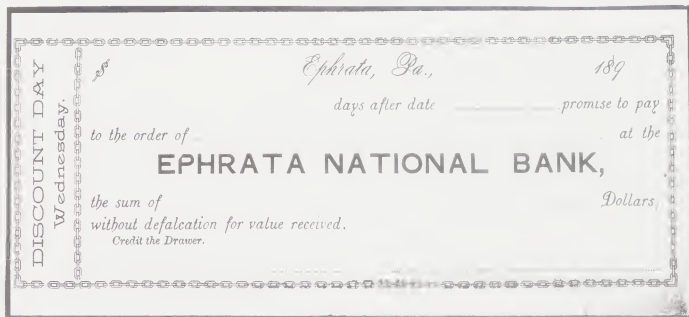 DISCOUNT DAY
Wednesday.
$ Ephrata, Pa., 189
days after date promise to pay
to the order of at the
EPHRATA NATIONAL BANK,
the sum of Dollars,
without defalcation for value received.
Credit the Drawer.